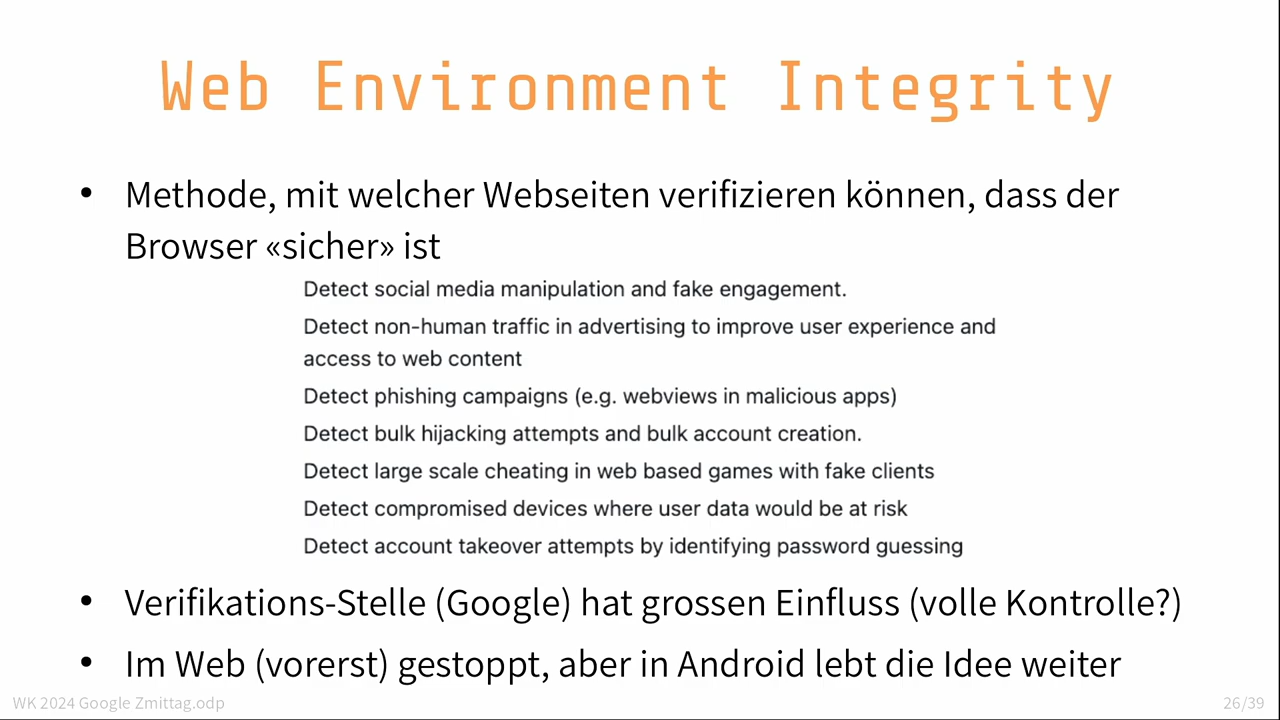 Web Environment Integrity
• Methode, mit welcher Webseiten verifizieren können, dass der
Browser «sicher» ist
Detect social media manipulation and fake engagement.
Detect non-human traffic in advertising to improve user experience and
access to web content
Detect phishing campaigns (e.g. webviews in malicious apps)
Detect bulk hijacking attempts and bulk account creation.
Detect large scale cheating in web based games with fake clients
Detect compromised devices where user data would be at risk
Detect account takeover attempts by identifying password guessing
• Verifikations-Stelle (Google) hat grossen Einfluss (volle Kontrolle?)
• Im Web (vorerst) gestoppt, aber in Android lebt die Idee weiter
WK 2024 Google Zmittag.odp
26/39